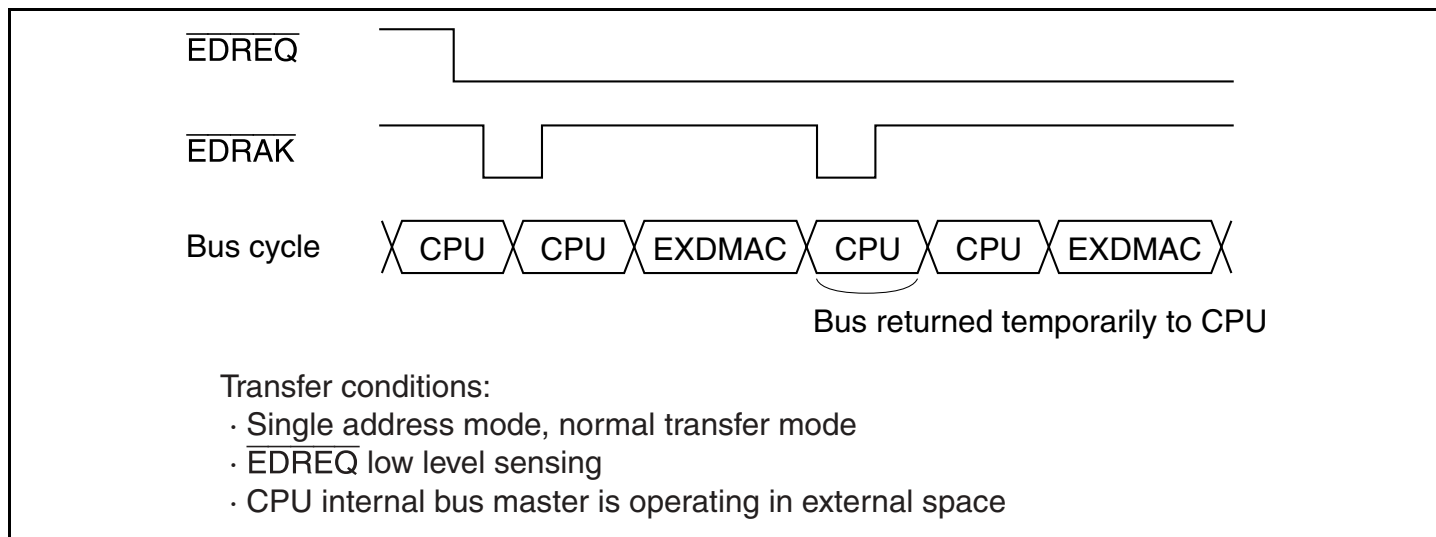 EDREQ
EDRAK
Bus cycle CPU CPU EXDMAC CPU CPU EXDMAC
Bus returned temporarily to CPU
Transfer conditions:
· Single address mode, normal transfer mode
· EDREQ low level sensing
· CPU internal bus master is operating in external space